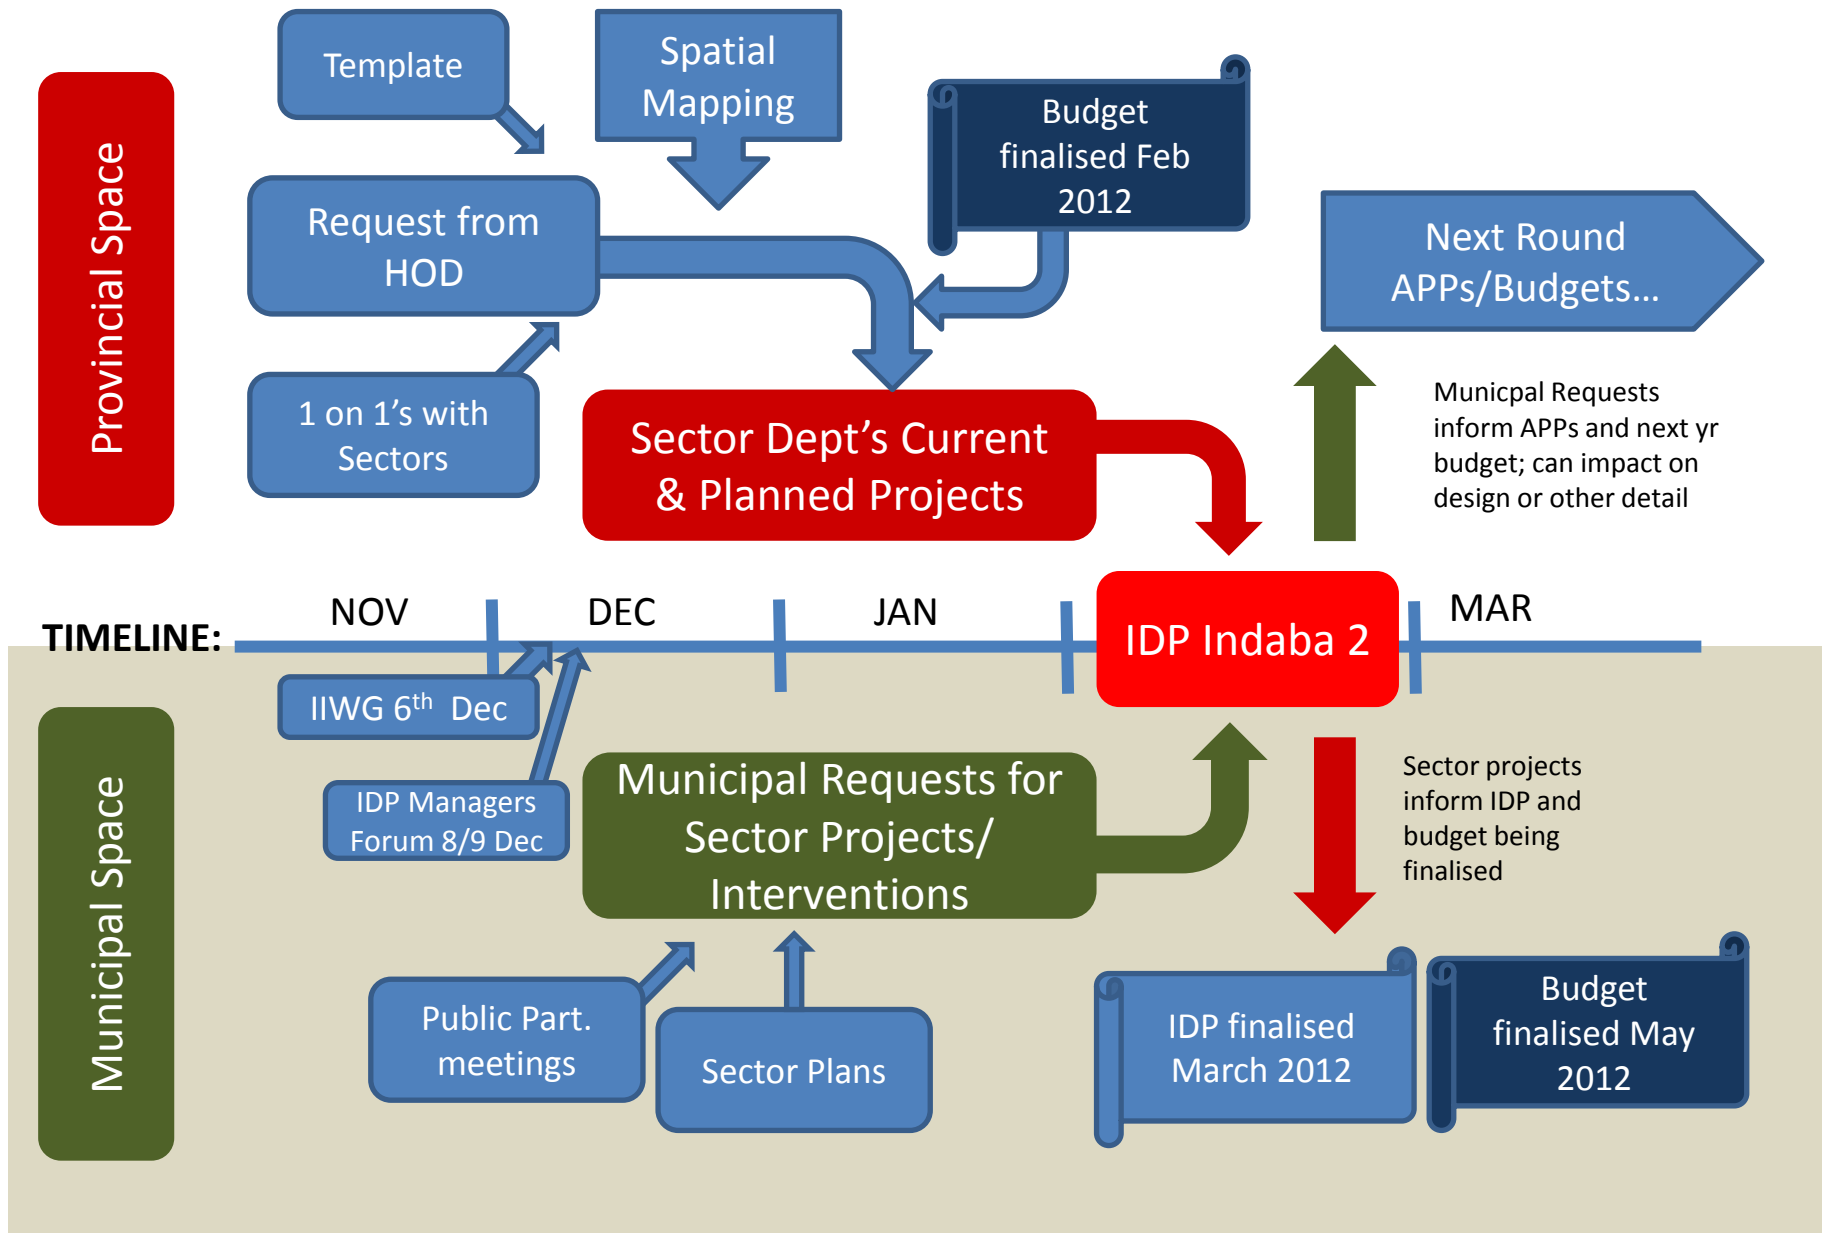 Provincial Space
Template
Spatial
Mapping
Budget
finalised Feb
2012
Request from
HOD
Next Round
APPs/Budgets...
1 on 1's with
Sectors
Sector Dept's Current
& Planned Projects
Municpal Requests
inform APPs and next yr
budget; can impact on
design or other detail
TIMELINE:
NOV
DEC
JAN
IDP Indaba 2
MAR
Municipal Space
IIWG 6th Dec
IDP Managers
Forum 8/9 Dec
Municipal Requests for
Sector Projects/
Interventions
Sector projects
inform IDP and
budget being
finalised
Public Part.
meetings
Sector Plans
IDP finalised
March 2012
Budget
finalised May
2012